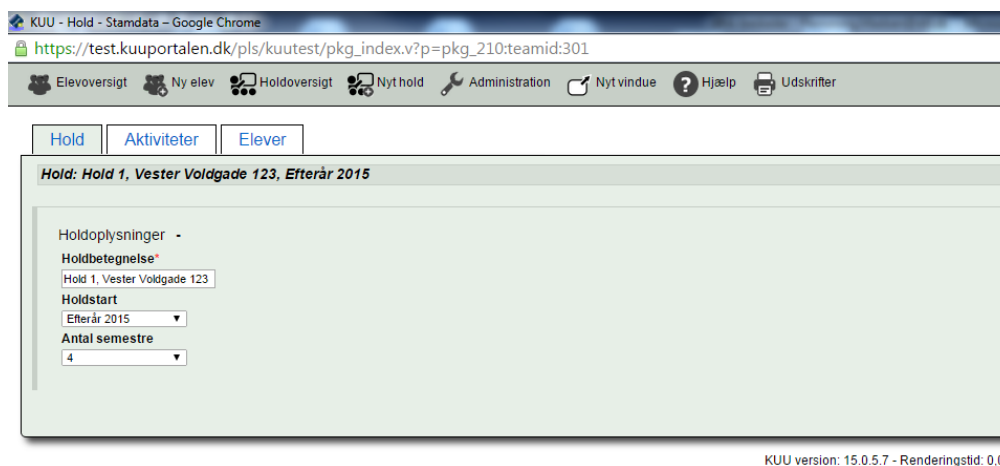 KUU - Hold - Stamdata – Google Chrome
https://test.kuuportalen.dk/pls/kuutest/pkg_index.v?p=pkg_210:teamid:301
Elevoversigt Ny elev Holdoversigt Nyt hold Administration Nyt vindue ? Hjælp Udskrifter
Hold Aktiviteter Elever
Hold: Hold 1, Vester Voldgade 123, Efterår 2015
Holdoplysninger -
Holdbetegnelse*
Hold 1, Vester Voldgade 123
Holdstart
Efterår 2015
Antal semestre
4
KUU version: 15.0.5.7 - Renderingstid: 0,0